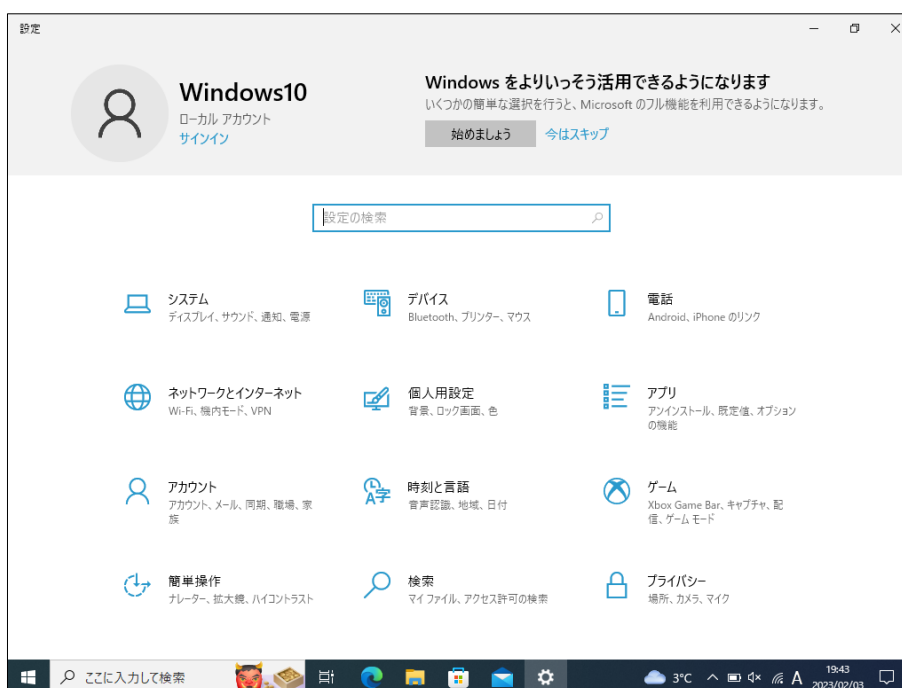 設定
Windows10
ローカル アカウント
サインイン
Windows をよりいっそう活用できるようになります
いくつかの簡単な選択を行うと、Microsoft のフル機能を利用できるようになります。
始めましょう 今はスキップ
設定の検索
システム
ディスプレイ、サウンド、通知、電源
デバイス
Bluetooth、プリンター、マウス
電話
Android、iPhone のリンク
ネットワークとインターネット
Wi-Fi、機内モード、VPN
個人用設定
背景、ロック画面、色
アプリ
アンインストール、既定値、オプション
の機能
アカウント
アカウント、メール、同期、職場、家
族
時刻と言語
音声認識、地域、日付
ゲーム
Xbox Game Bar、キャプチャ、配
信、ゲーム モード
簡単操作
ナレーター、拡大鏡、ハイコントラスト
検索
マイ ファイル、アクセス許可の検索
プライバシー
場所、カメラ、マイク
ここに入力して検索
3°C
A
19:43
2023/02/03